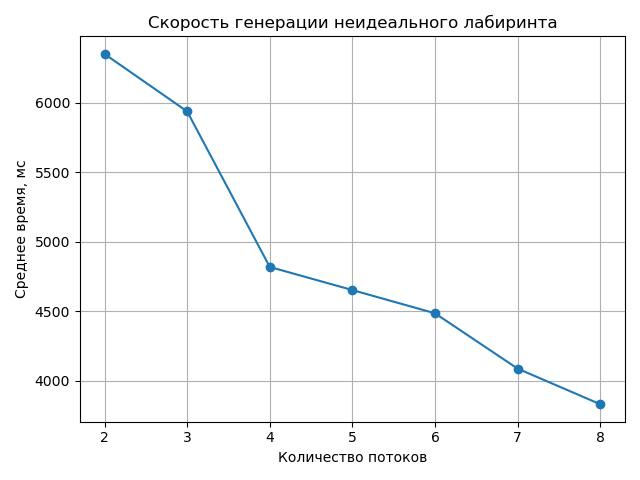 Скорость генерации неидеального лабиринта
Среднее время, мс
6000
5500
5000
4500
4000
2 3 4 5 6 7 8
Количество потоков